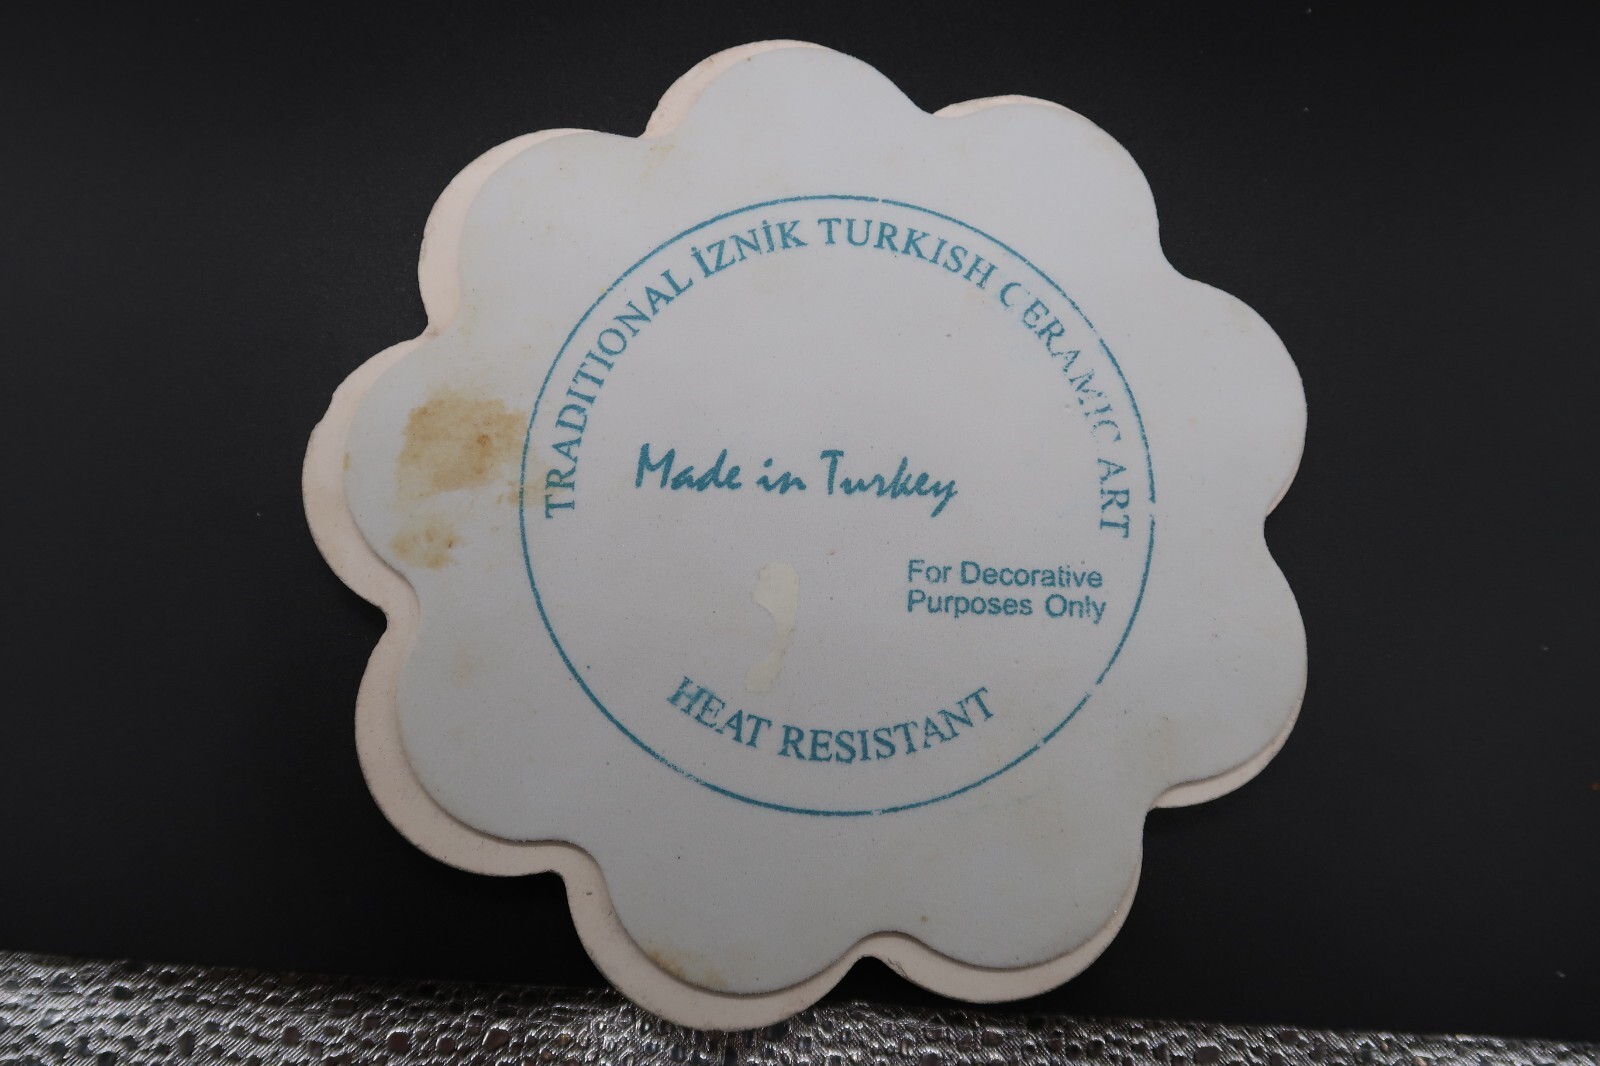 TRADITIONAL İZNİK TURKISH CERAMIC ART
Made in Turkey
For Decorative
Purposes Only
HEAT RESISTANT